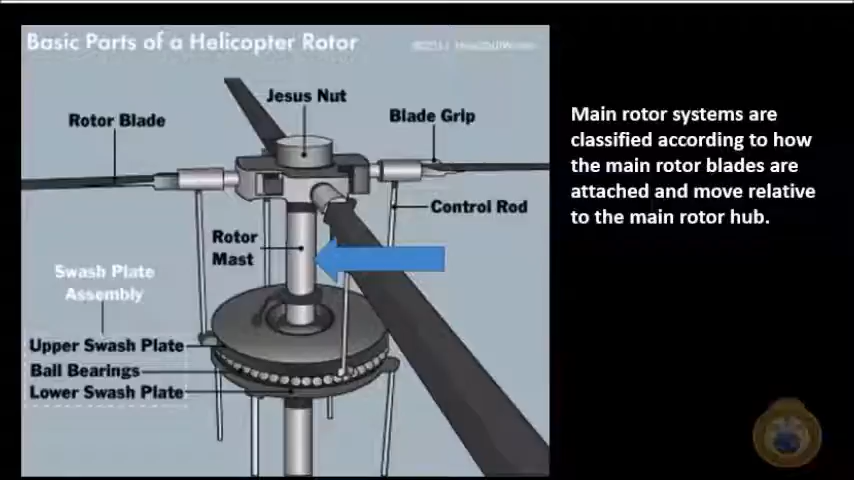 Basic Parts of a Helicopter Rotor
Jesus Nut
Rotor Blade
Blade Grip
Control Rod
Rotor
Mast
Swash Plate
Assembly
Upper Swash Plate
Ball Bearings
Lower Swash Plate
Main rotor systems are
classified according to how
the main rotor blades are
attached and move relative
to the main rotor hub.